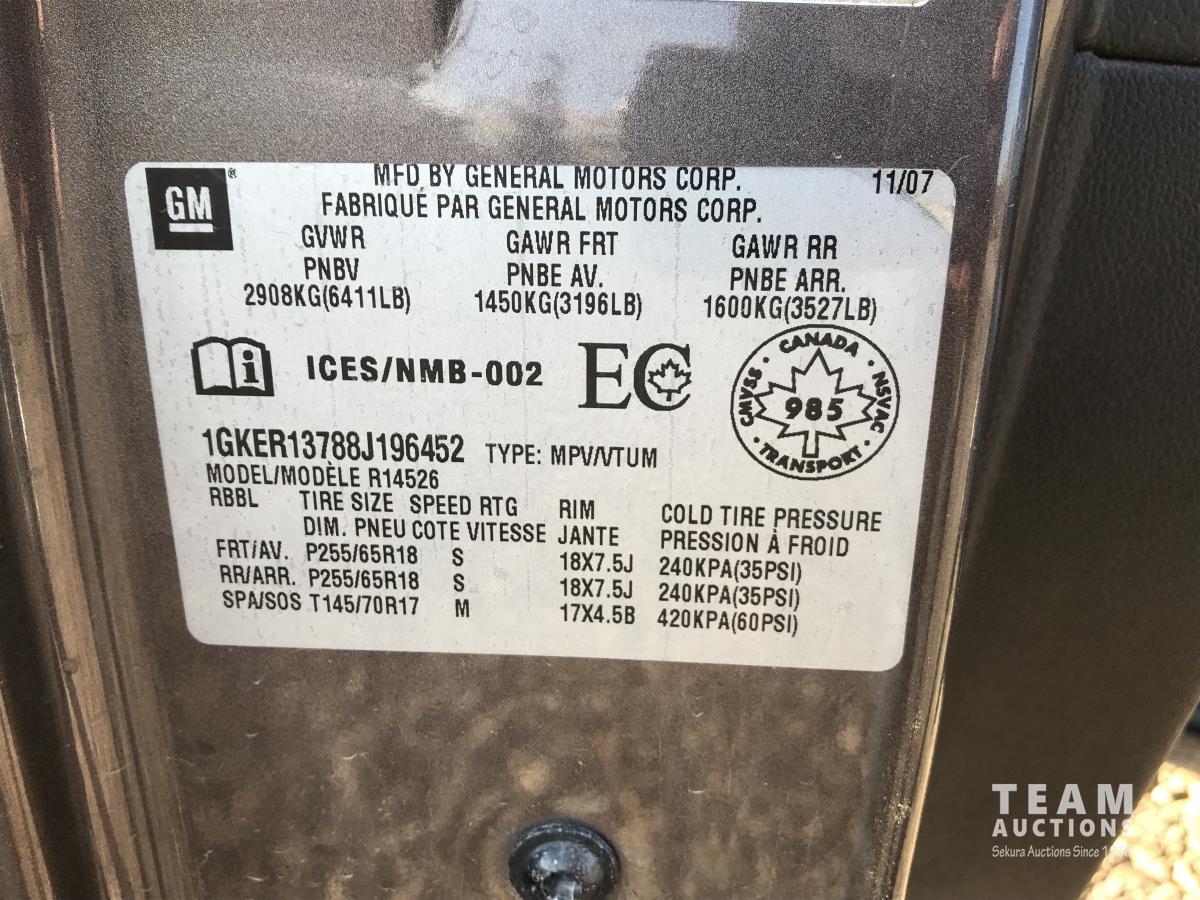 GM®
MFD BY GENERAL MOTORS CORP. 11/07
FABRIQUÉ PAR GENERAL MOTORS CORP.
GVWR GAWR FRT GAWR RR
PNBV PNBE AV. PNBE ARR.
2908KG(6411LB) 1450KG(3196LB) 1600KG(3527LB)
i ICES/NMB-002 EC
CANADA
CMVSS 985 NSVAC
TRANSPORT
1GKER13788J196452 TYPE: MPV/VTUM
MODEL/MODÈLE R14526
RBBL TIRE SIZE SPEED RTG RIM COLD TIRE PRESSURE
DIM. PNEU COTE VITESSE JANTE PRESSION À FROID
FRT/AV. P255/65R18 S 18X7.5J 240KPA(35PSI)
RR/ARR. P255/65R18 S 18X7.5J 240KPA(35PSI)
SPA/SOS T145/70R17 M 17X4.5B 420KPA(60PSI)
TEAM
AUCTIONS
Sekura Auctions Since